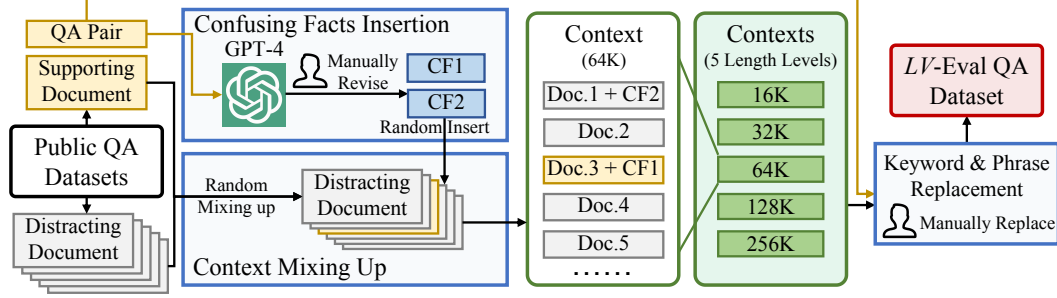 QA Pair
Supporting
Document
Public QA
Datasets
Distracting
Document
Confusing Facts Insertion
GPT-4
Manually
Revise
CF1
CF2
Random Insert
Random
Mixing up
Distracting
Document
Context Mixing Up
Context
(64K)
Doc.1 + CF2
Doc.2
Doc.3 + CF1
Doc.4
Doc.5
......
Contexts
(5 Length Levels)
16K
32K
64K
128K
256K
LV-Eval QA
Dataset
Keyword & Phrase
Replacement
Manually Replace